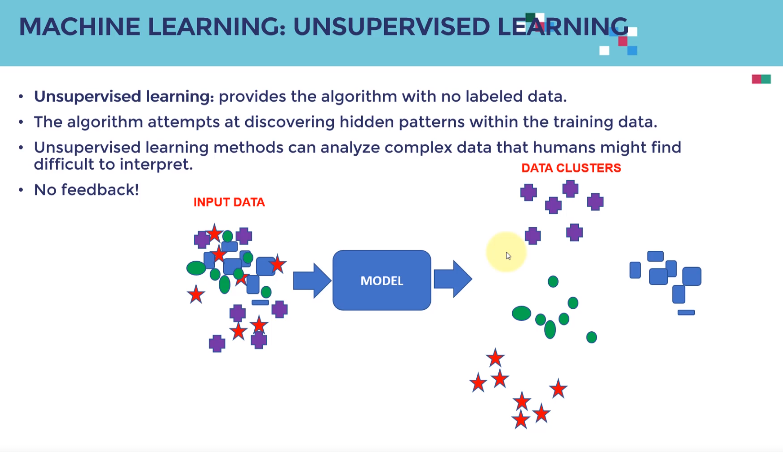 MACHINE LEARNING: UNSUPERVISED LEARNING
• Unsupervised learning: provides the algorithm with no labeled data.
• The algorithm attempts at discovering hidden patterns within the training data.
• Unsupervised learning methods can analyze complex data that humans might find
difficult to interpret.
• No feedback!
DATA CLUSTERS
INPUT DATA
MODEL